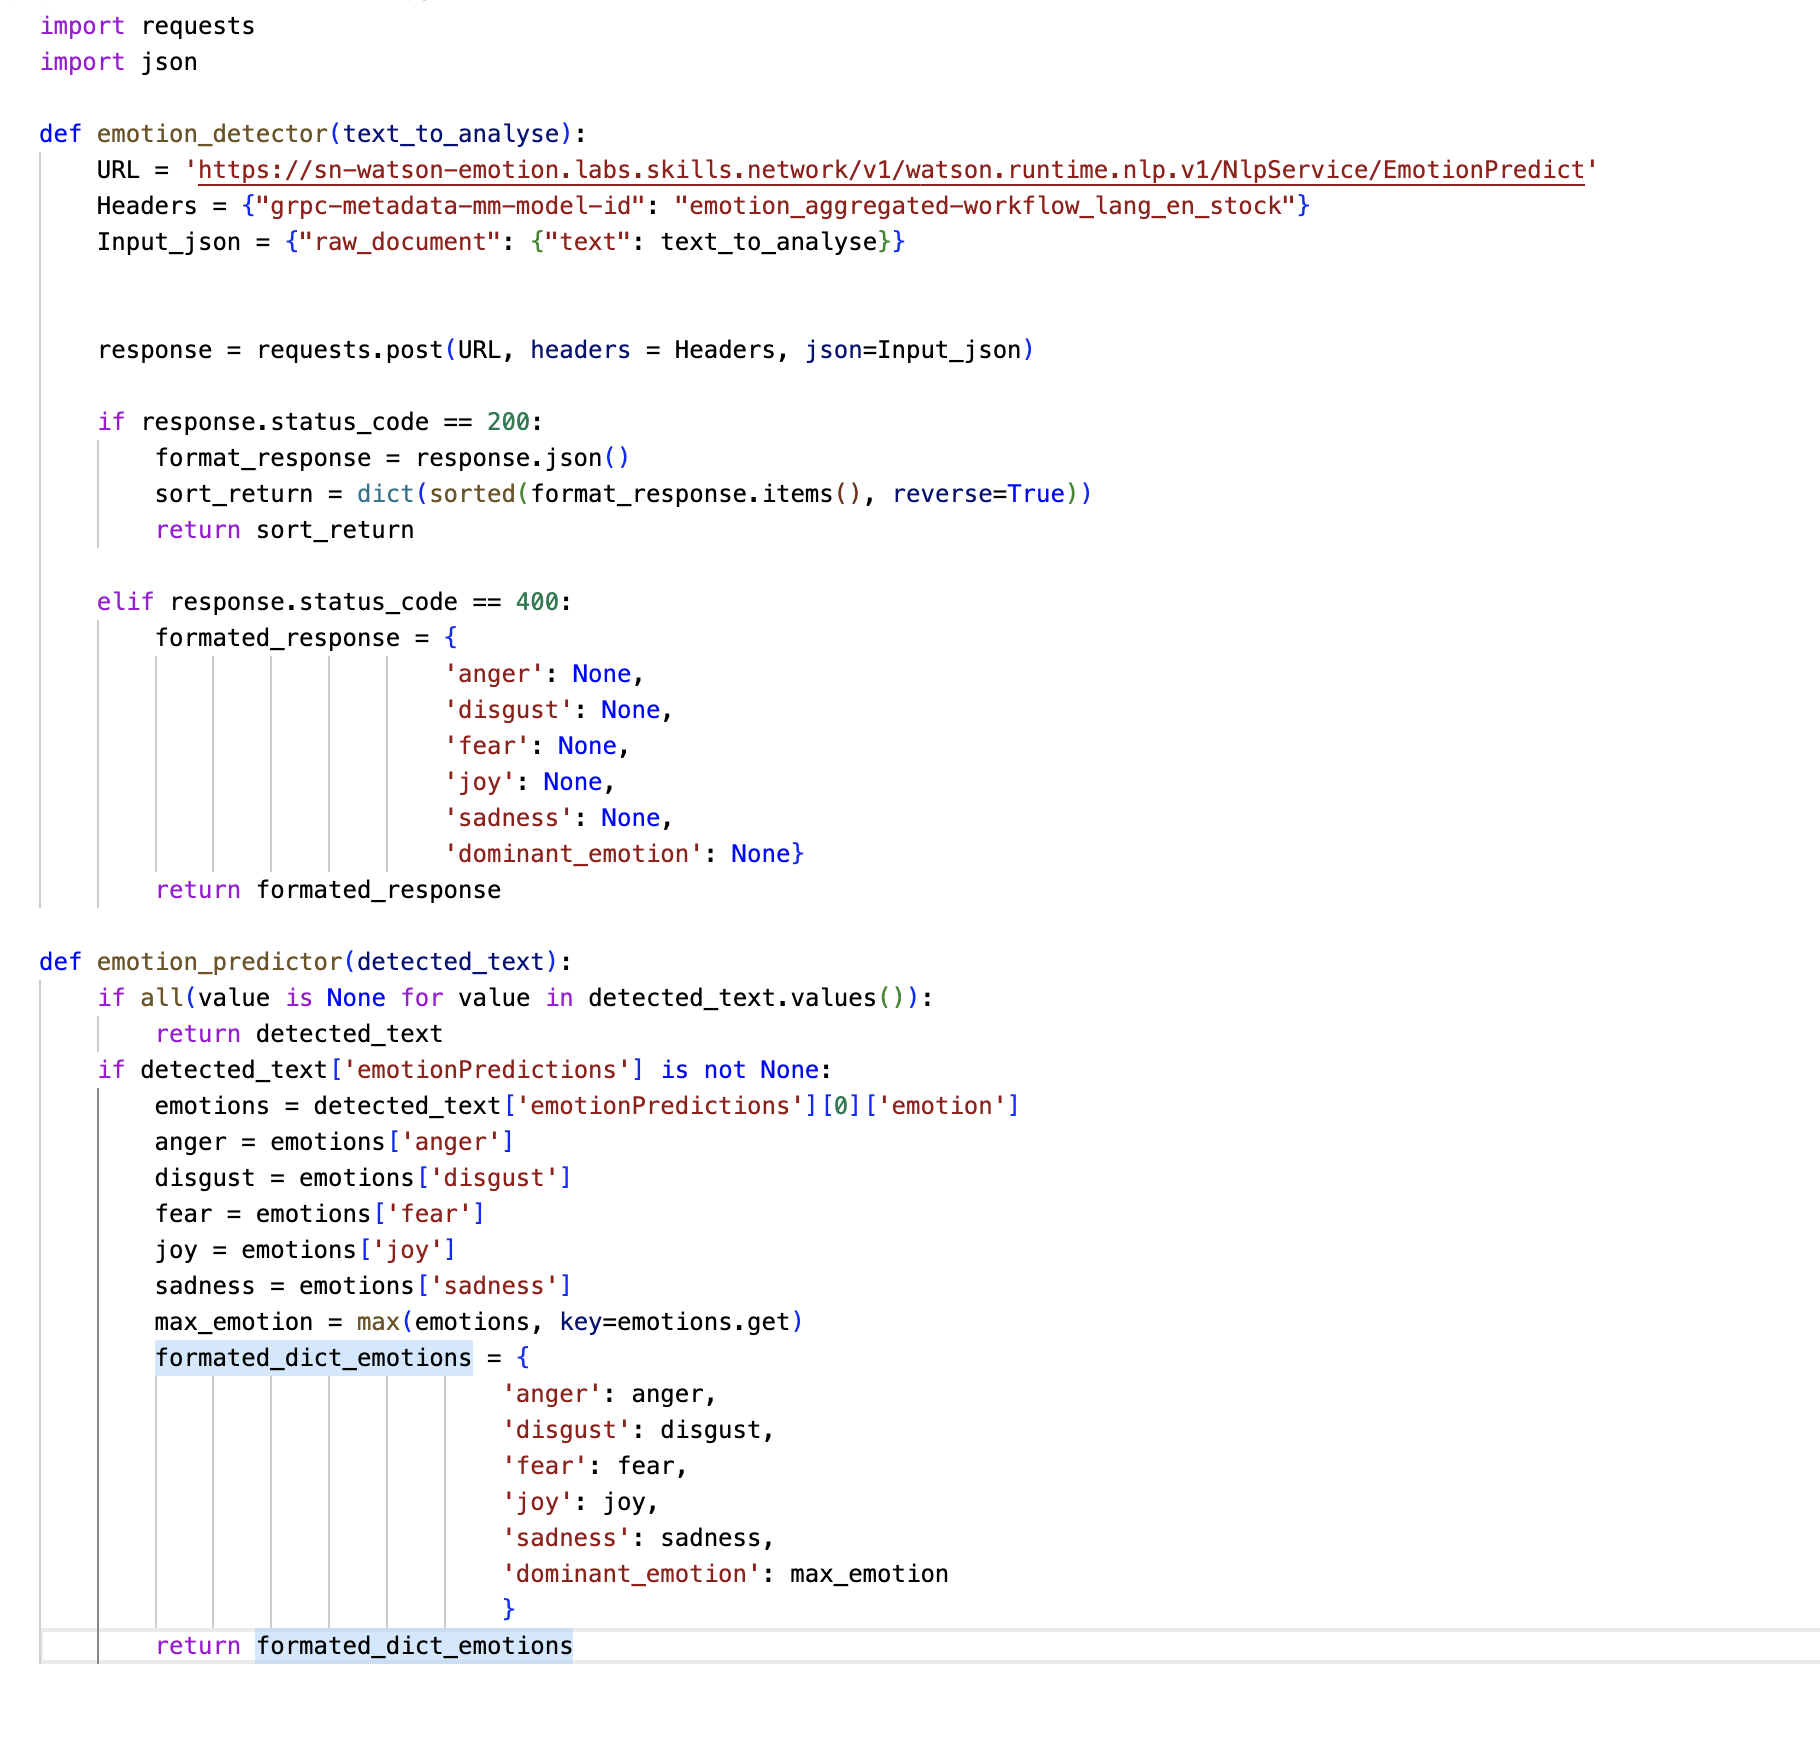 import requests
import json
def emotion_detector(text_to_analyse):
    URL = 'https://sn-watson-emotion.labs.skills.network/v1/watson.runtime.nlp.v1/NlpService/EmotionPredict'
    Headers = {"grpc-metadata-mm-model-id": "emotion_aggregated-workflow_lang_en_stock"}
    Input_json = {"raw_document": {"text": text_to_analyse}}
    response = requests.post(URL, headers = Headers, json=Input_json)
    if response.status_code == 200:
        format_response = response.json()
        sort_return = dict(sorted(format_response.items(), reverse=True))
        return sort_return
    elif response.status_code == 400:
        formated_response = {
                            'anger': None,
                            'disgust': None,
                            'fear': None,
                            'joy': None,
                            'sadness': None,
                            'dominant_emotion': None}
        return formated_response
def emotion_predictor(detected_text):
    if all(value is None for value in detected_text.values()):
        return detected_text
    if detected_text['emotionPredictions'] is not None:
        emotions = detected_text['emotionPredictions'][0]['emotion']
        anger = emotions['anger']
        disgust = emotions['disgust']
        fear = emotions['fear']
        joy = emotions['joy']
        sadness = emotions['sadness']
        max_emotion = max(emotions, key=emotions.get)
        formated_dict_emotions = {
                                'anger': anger,
                                'disgust': disgust,
                                'fear': fear,
                                'joy': joy,
                                'sadness': sadness,
                                'dominant_emotion': max_emotion
                                }
        return formated_dict_emotions